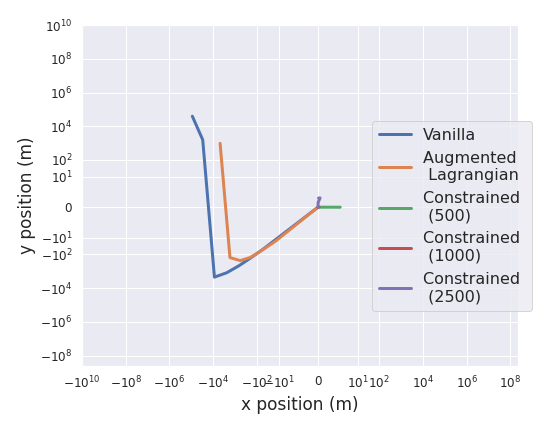 10¹⁰
10⁸
10⁶
10⁴
10²
10¹
0
−10¹
−10²
−10⁴
−10⁶
−10⁸
y position (m)
Vanilla
Augmented
Lagrangian
Constrained
(500)
Constrained
(1000)
Constrained
(2500)
−10¹⁰ −10⁸ −10⁶ −10⁴ −10² −10¹ 0 10¹ 10² 10⁴ 10⁶ 10⁸
x position (m)